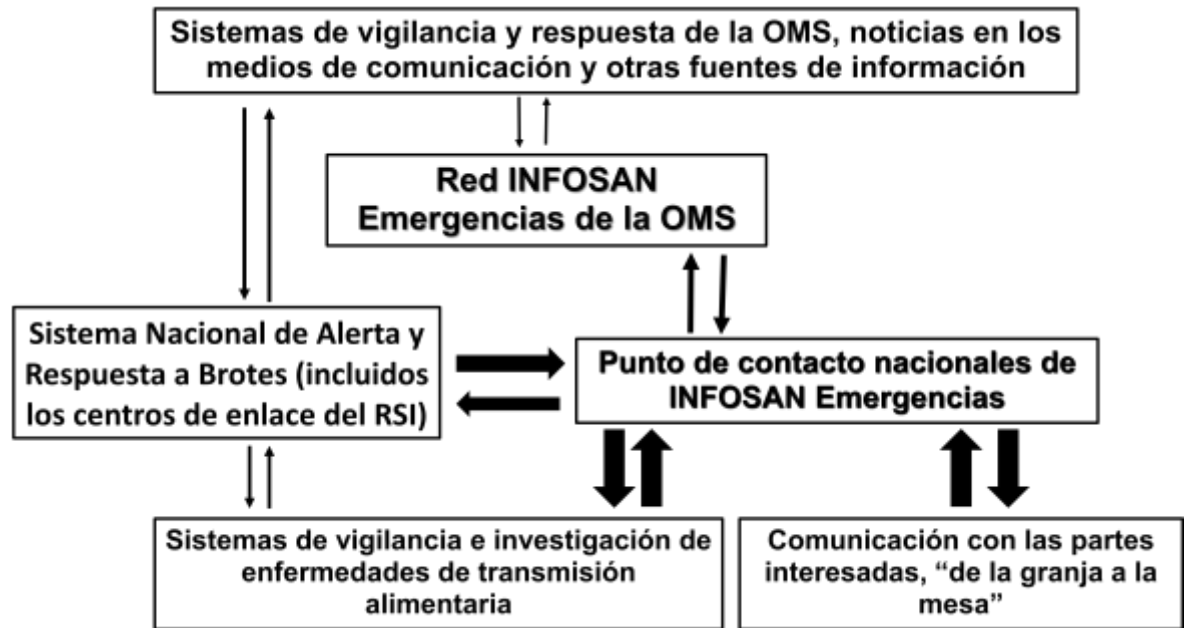 Sistemas de vigilancia y respuesta de la OMS, noticias en los
medios de comunicación y otras fuentes de información
Red INFOSAN
Emergencias de la OMS
Sistema Nacional de Alerta y
Respuesta a Brotes (incluidos
los centros de enlace del RSI)
Punto de contacto nacionales de
INFOSAN Emergencias
Sistemas de vigilancia e investigación de
enfermedades de transmisión
alimentaria
Comunicación con las partes
interesadas, “de la granja a la
mesa”